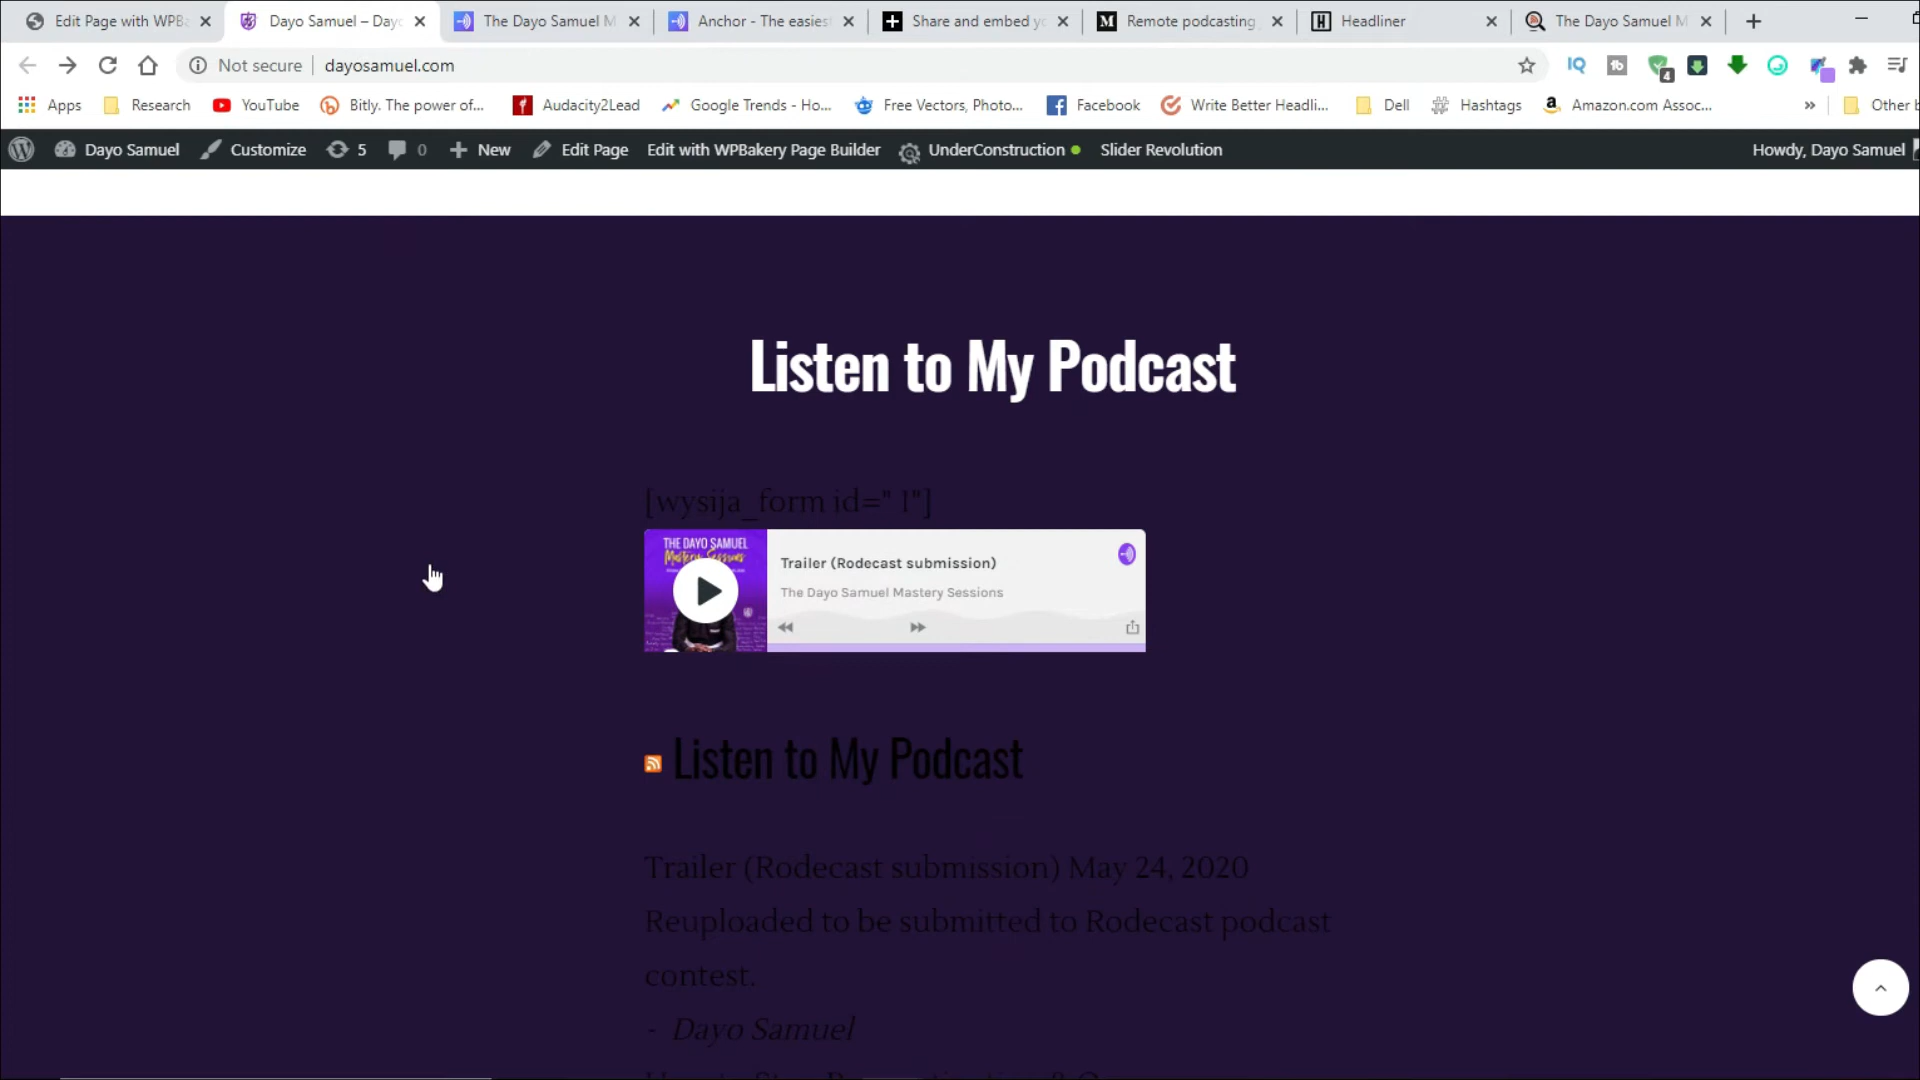 Edit Page with WPB
Dayo Samuel – Dayo
The Dayo Samuel M
Anchor - The easies
Share and embed yo
Remote podcasting
Headliner
The Dayo Samuel M
Not secure
dayosamuel.com
IQ
tb
4
Apps
Research
YouTube
Bitly. The power of...
Audacity2Lead
Google Trends - Ho...
Free Vectors, Photo...
Facebook
Write Better Headli...
Dell
Hashtags
Amazon.com Assoc...
»
Other b
Dayo Samuel
Customize
5
0
New
Edit Page
Edit with WPBakery Page Builder
UnderConstruction
Slider Revolution
Howdy, Dayo Samuel
Listen to My Podcast
[wysija_form id=" 1"]
THE DAYO SAMUEL
Mastery Sessions
Trailer (Rodecast submission)
The Dayo Samuel Mastery Sessions
Listen to My Podcast
Trailer (Rodecast submission) May 24, 2020
Reuploaded to be submitted to Rodecast podcast
contest.
- Dayo Samuel